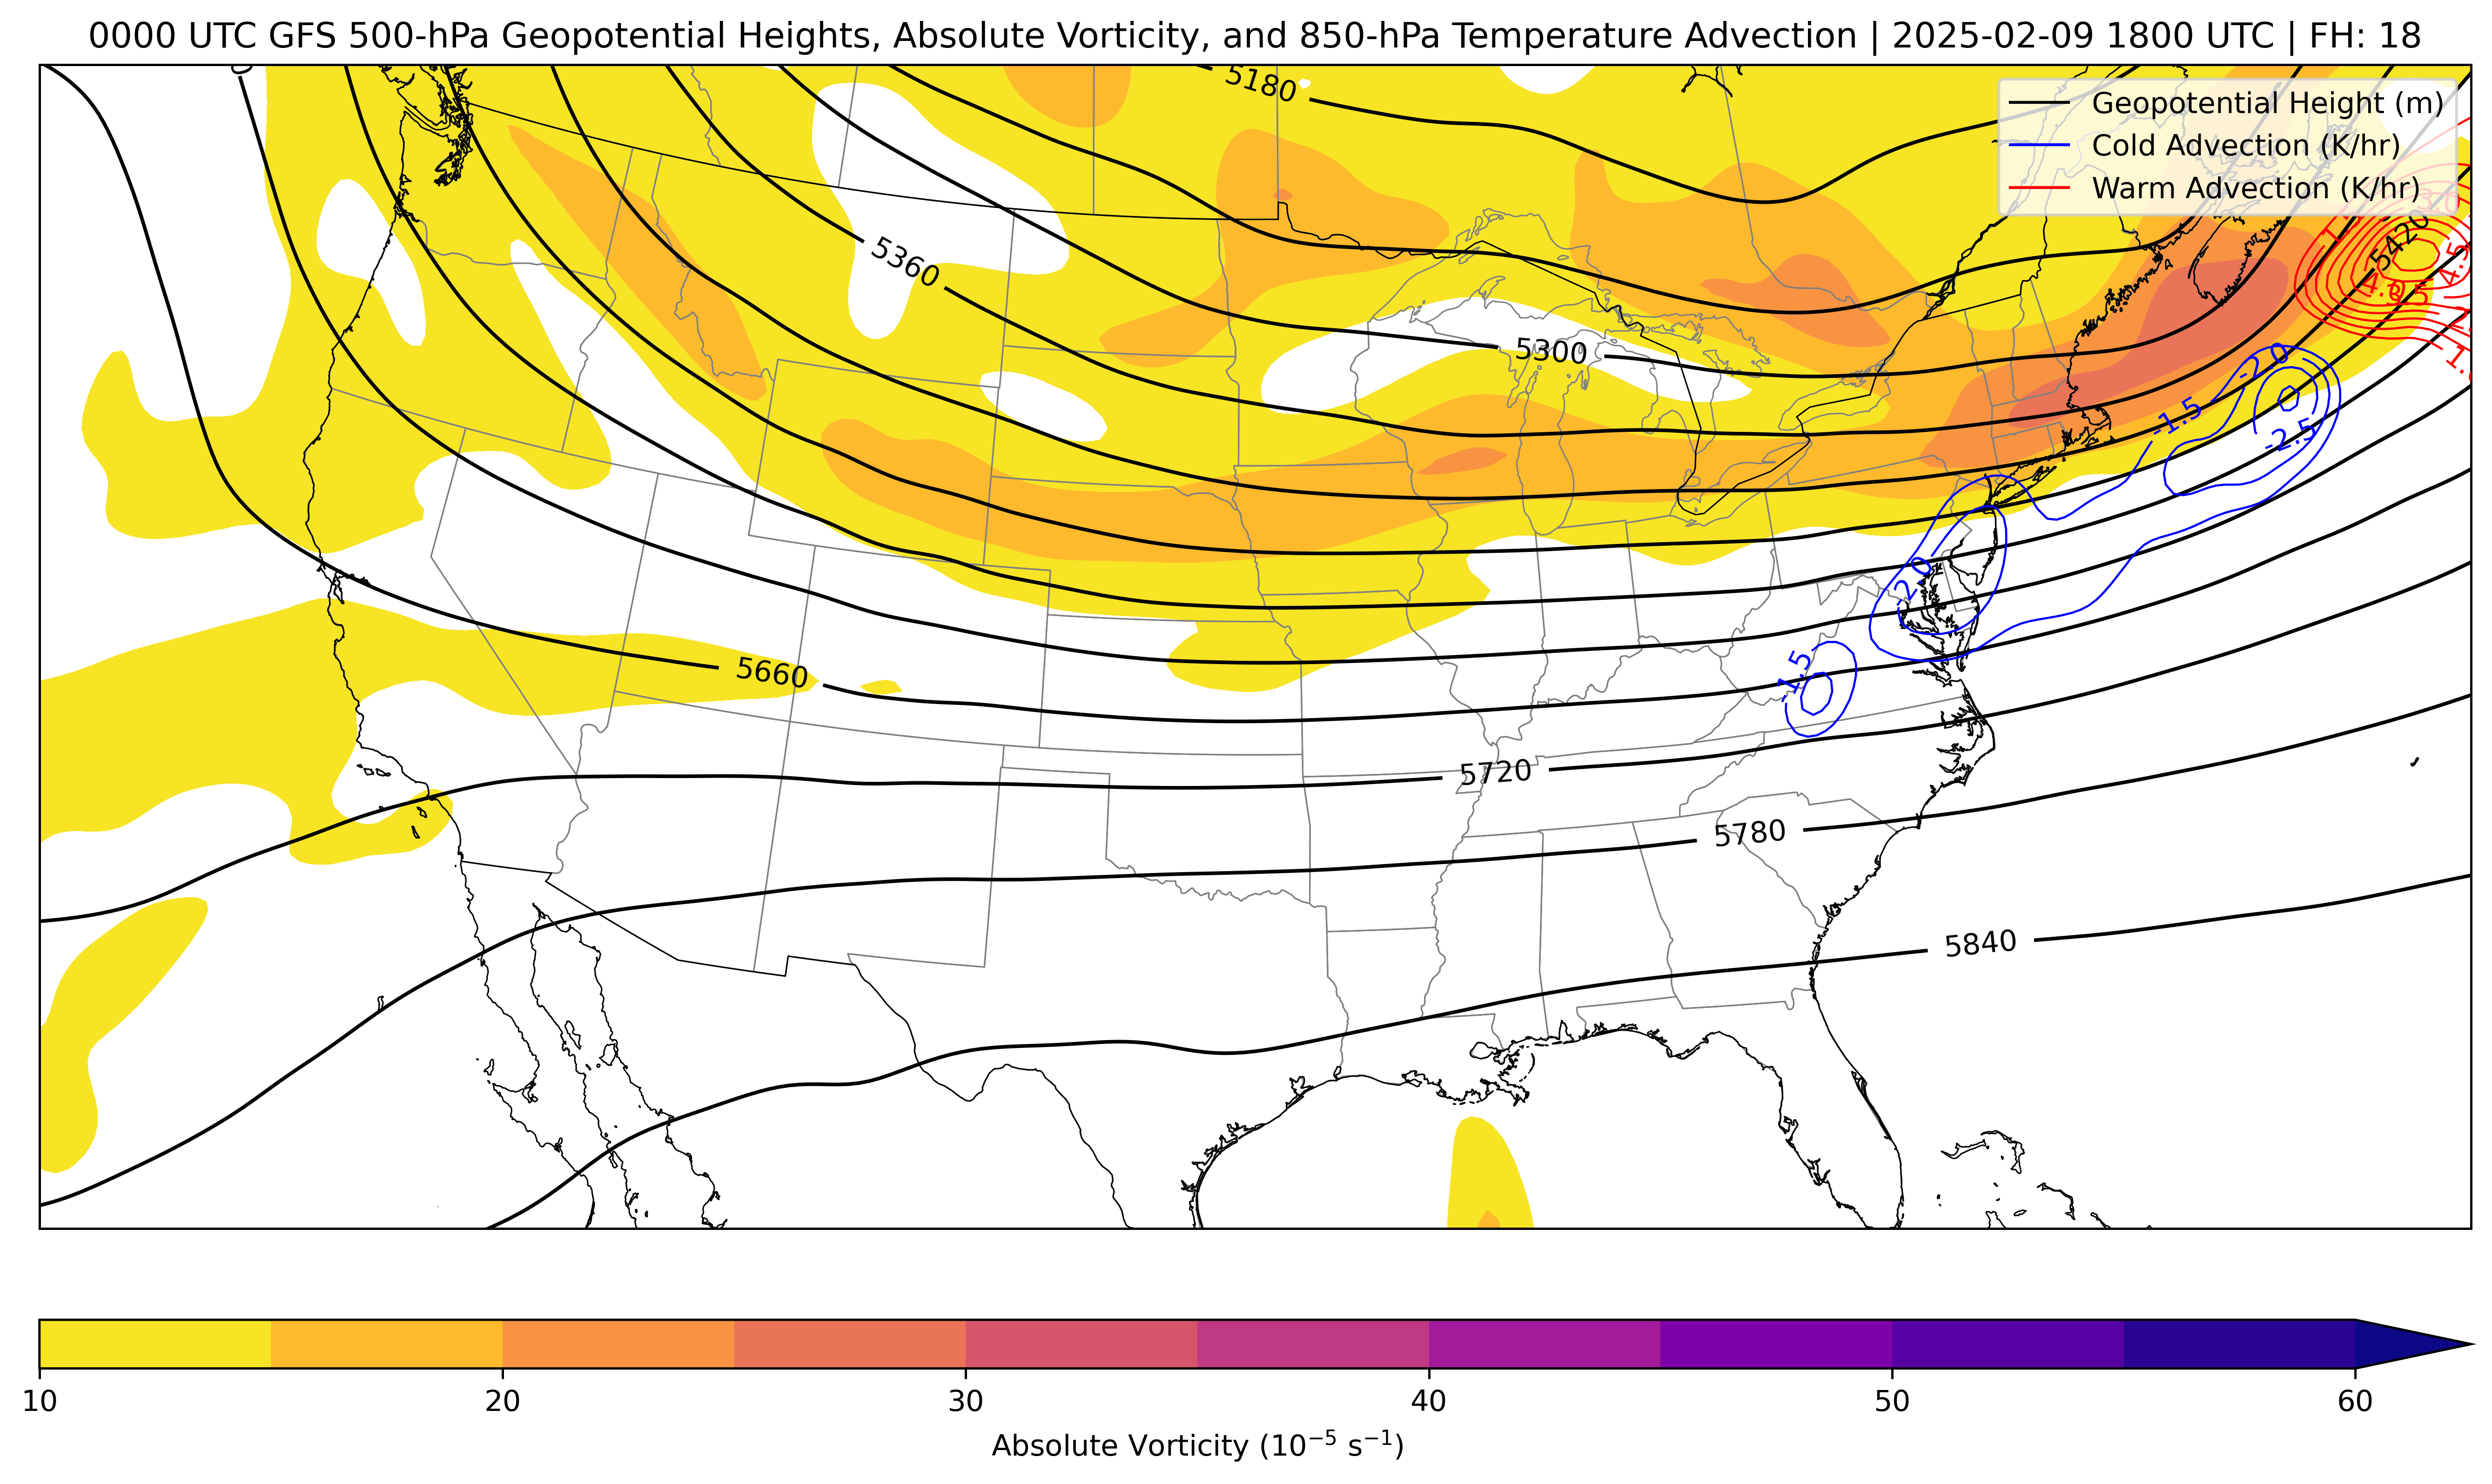 0000 UTC GFS 500-hPa Geopotential Heights, Absolute Vorticity, and 850-hPa Temperature Advection | 2025-02-09 1800 UTC | FH: 18
5180
Geopotential Height (m)
Cold Advection (K/hr)
Warm Advection (K/hr)
3.0
5420
4.5
5360
5300
-2.0
-1.5
-2.5
-2.0
-1.5
5660
5720
5780
5840
10 20 30 40 50 60
Absolute Vorticity (10⁻⁵ s⁻¹)